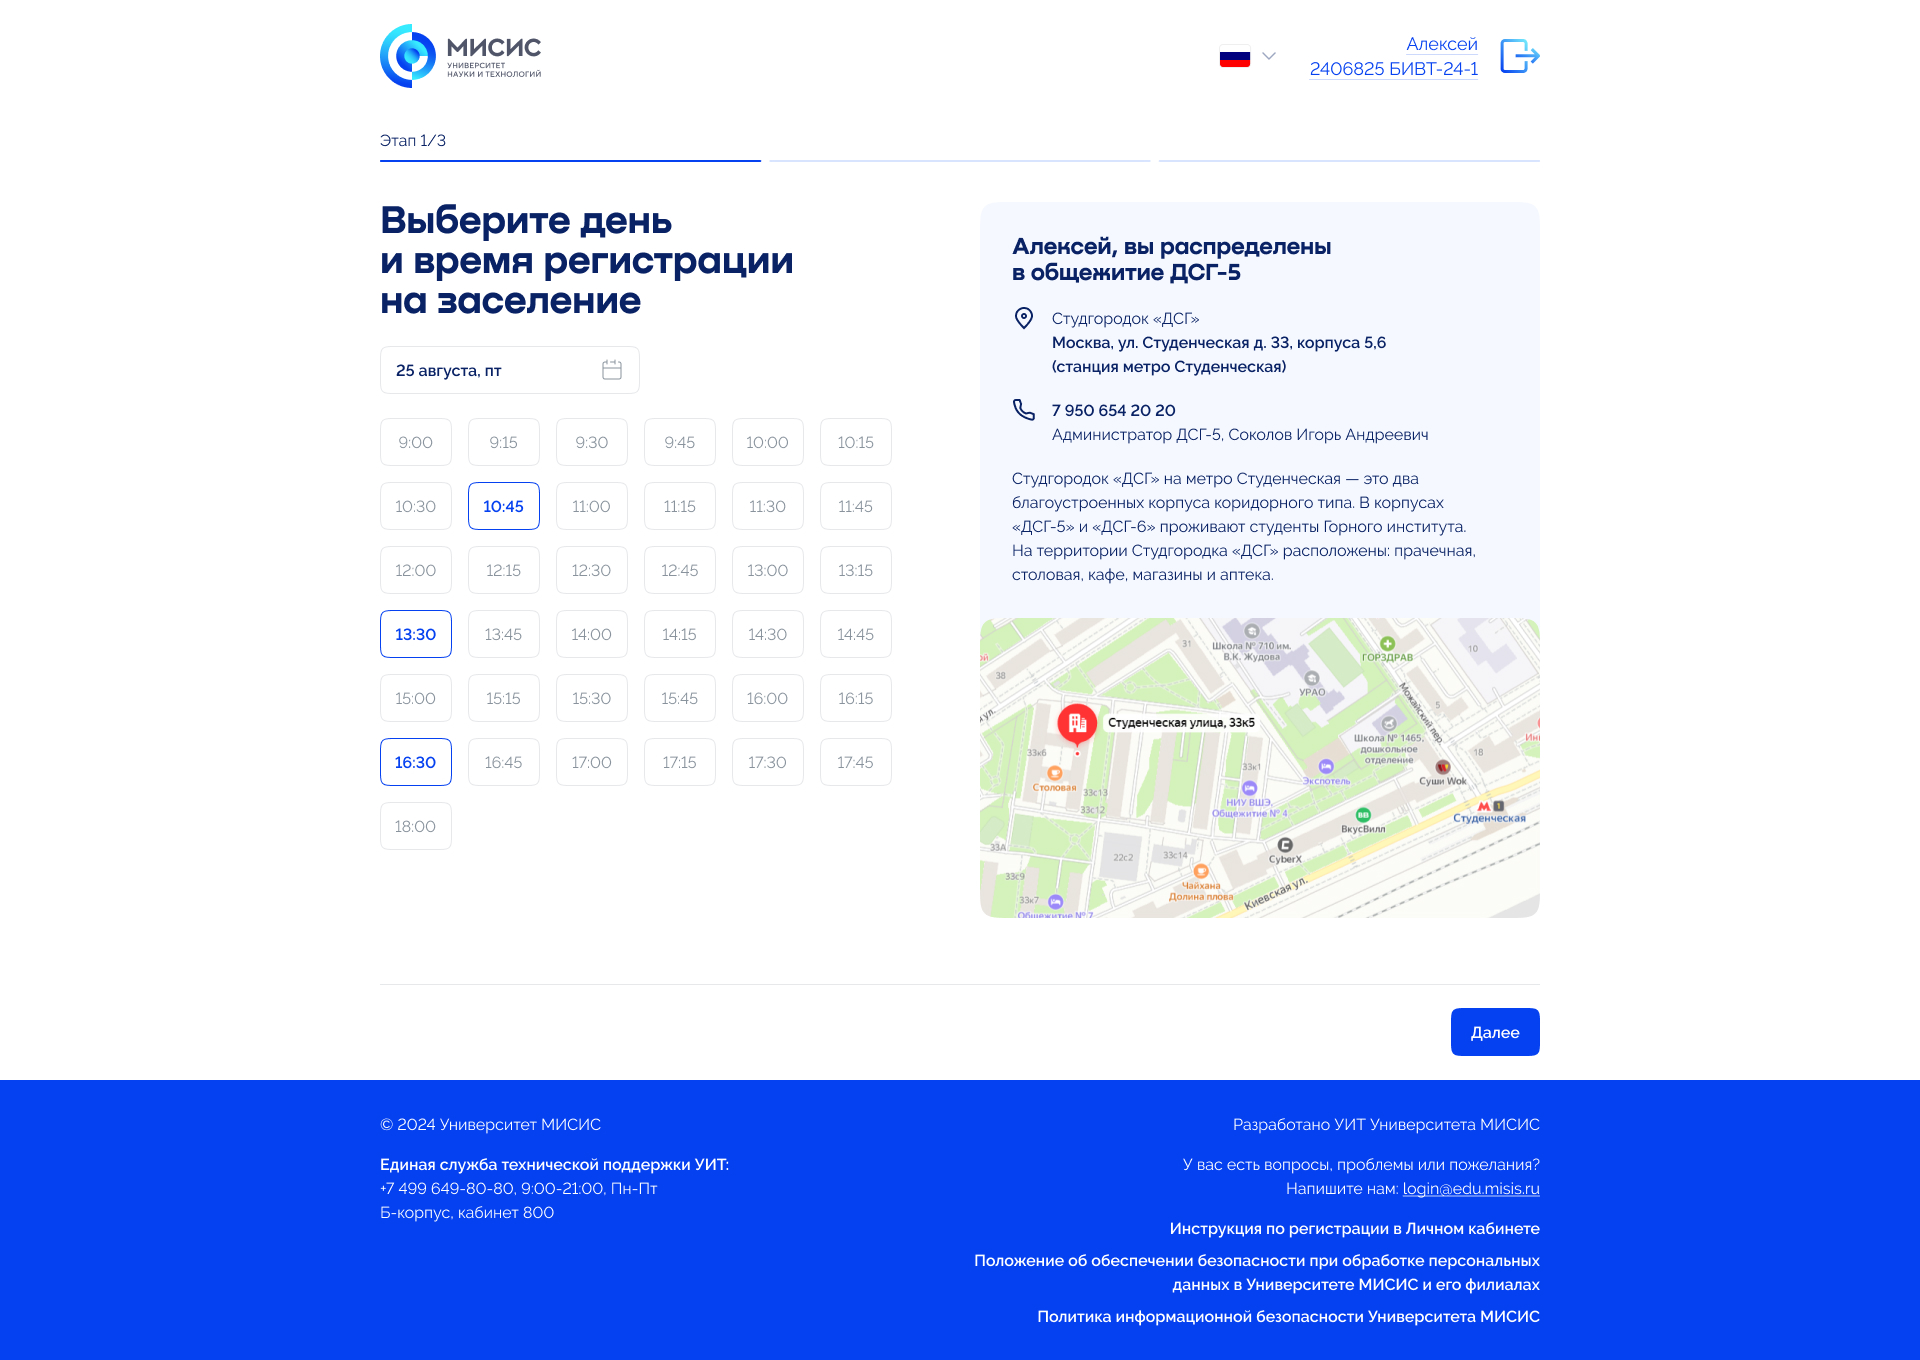 МИСИС
УНИВЕРСИТЕТ
НАУКИ И ТЕХНОЛОГИЙ
Алексей
2406825 БИВТ-24-1
Этап 1/3
Выберите день
и время регистрации
на заселение
25 августа, пт
9:00 9:15 9:30 9:45 10:00 10:15
10:30 10:45 11:00 11:15 11:30 11:45
12:00 12:15 12:30 12:45 13:00 13:15
13:30 13:45 14:00 14:15 14:30 14:45
15:00 15:15 15:30 15:45 16:00 16:15
16:30 16:45 17:00 17:15 17:30 17:45
18:00
Алексей, вы распределены
в общежитие ДСГ-5
Студгородок «ДСГ»
Москва, ул. Студенческая д. 33, корпуса 5,6
(станция метро Студенческая)
7 950 654 20 20
Администратор ДСГ-5, Соколов Игорь Андреевич
Студгородок «ДСГ» на метро Студенческая — это два
благоустроенных корпуса коридорного типа. В корпусах
«ДСГ-5» и «ДСГ-6» проживают студенты Горного института.
На территории Студгородка «ДСГ» расположены: прачечная,
столовая, кафе, магазины и аптека.
31
Школа № 710 им.
В.К. Жудова
ГОРЗДРАВ
10
38
УРАО
Можайский пер.
5
Студенческая улица, 33к5
Школа № 1465,
дошкольное
отделение
18
33к6
33к1
Столовая
33к13
33к12
Экспотель
Суши Wok
НИУ ВШЭ,
Общежитие № 4
ВкусВилл
1
Студенческая
33А
22с2
33с14
CyberX
33с9
Чайхана
Долина плова
Киевская ул.
33к7
Общежитие № 7
Далее
© 2024 Университет МИСИС
Единая служба технической поддержки УИТ:
+7 499 649-80-80, 9:00-21:00, Пн-Пт
Б-корпус, кабинет 800
Разработано УИТ Университета МИСИС
У вас есть вопросы, проблемы или пожелания?
Напишите нам: login@edu.misis.ru
Инструкция по регистрации в Личном кабинете
Положение об обеспечении безопасности при обработке персональных
данных в Университете МИСИС и его филиалах
Политика информационной безопасности Университета МИСИС